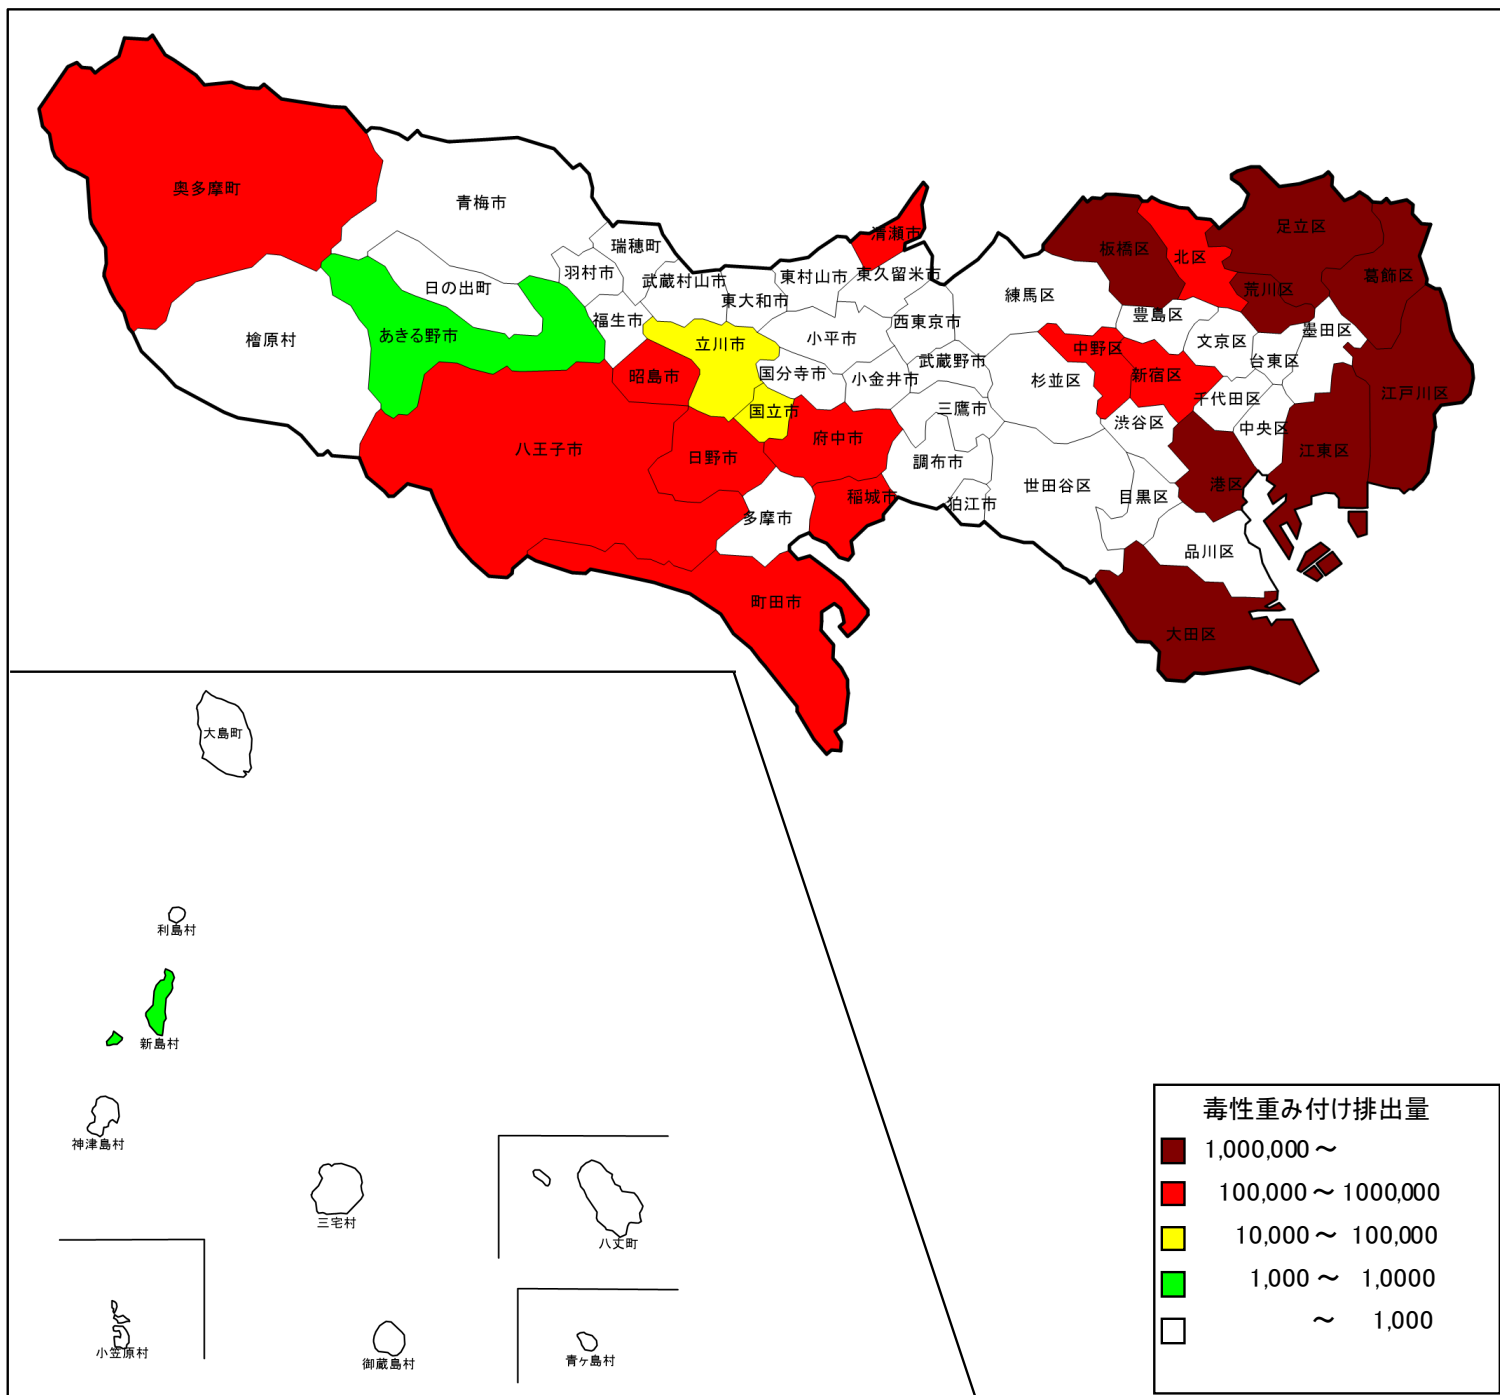 奥多摩町
青梅市
瑞穂町
羽村市
武蔵村山市
東大和市
東村山市
清瀬市
東久留米市
練馬区
板橋区
北区
足立区
荒川区
葛飾区
日の出町
檜原村
あきる野市
福生市
立川市
小平市
西東京市
豊島区
文京区
台東区
墨田区
昭島市
国分寺市
小金井市
武蔵野市
杉並区
中野区
新宿区
千代田区
江戸川区
国立市
三鷹市
渋谷区
中央区
八王子市
日野市
府中市
調布市
江東区
稲城市
狛江市
世田谷区
目黒区
港区
多摩市
品川区
町田市
大田区
大島町
利島村
新島村
神津島村
三宅村
八丈町
小笠原村
御蔵島村
青ヶ島村
毒性重み付け排出量
1,000,000～
100,000～1000,000
10,000～ 100,000
1,000～ 1,0000
～ 1,000